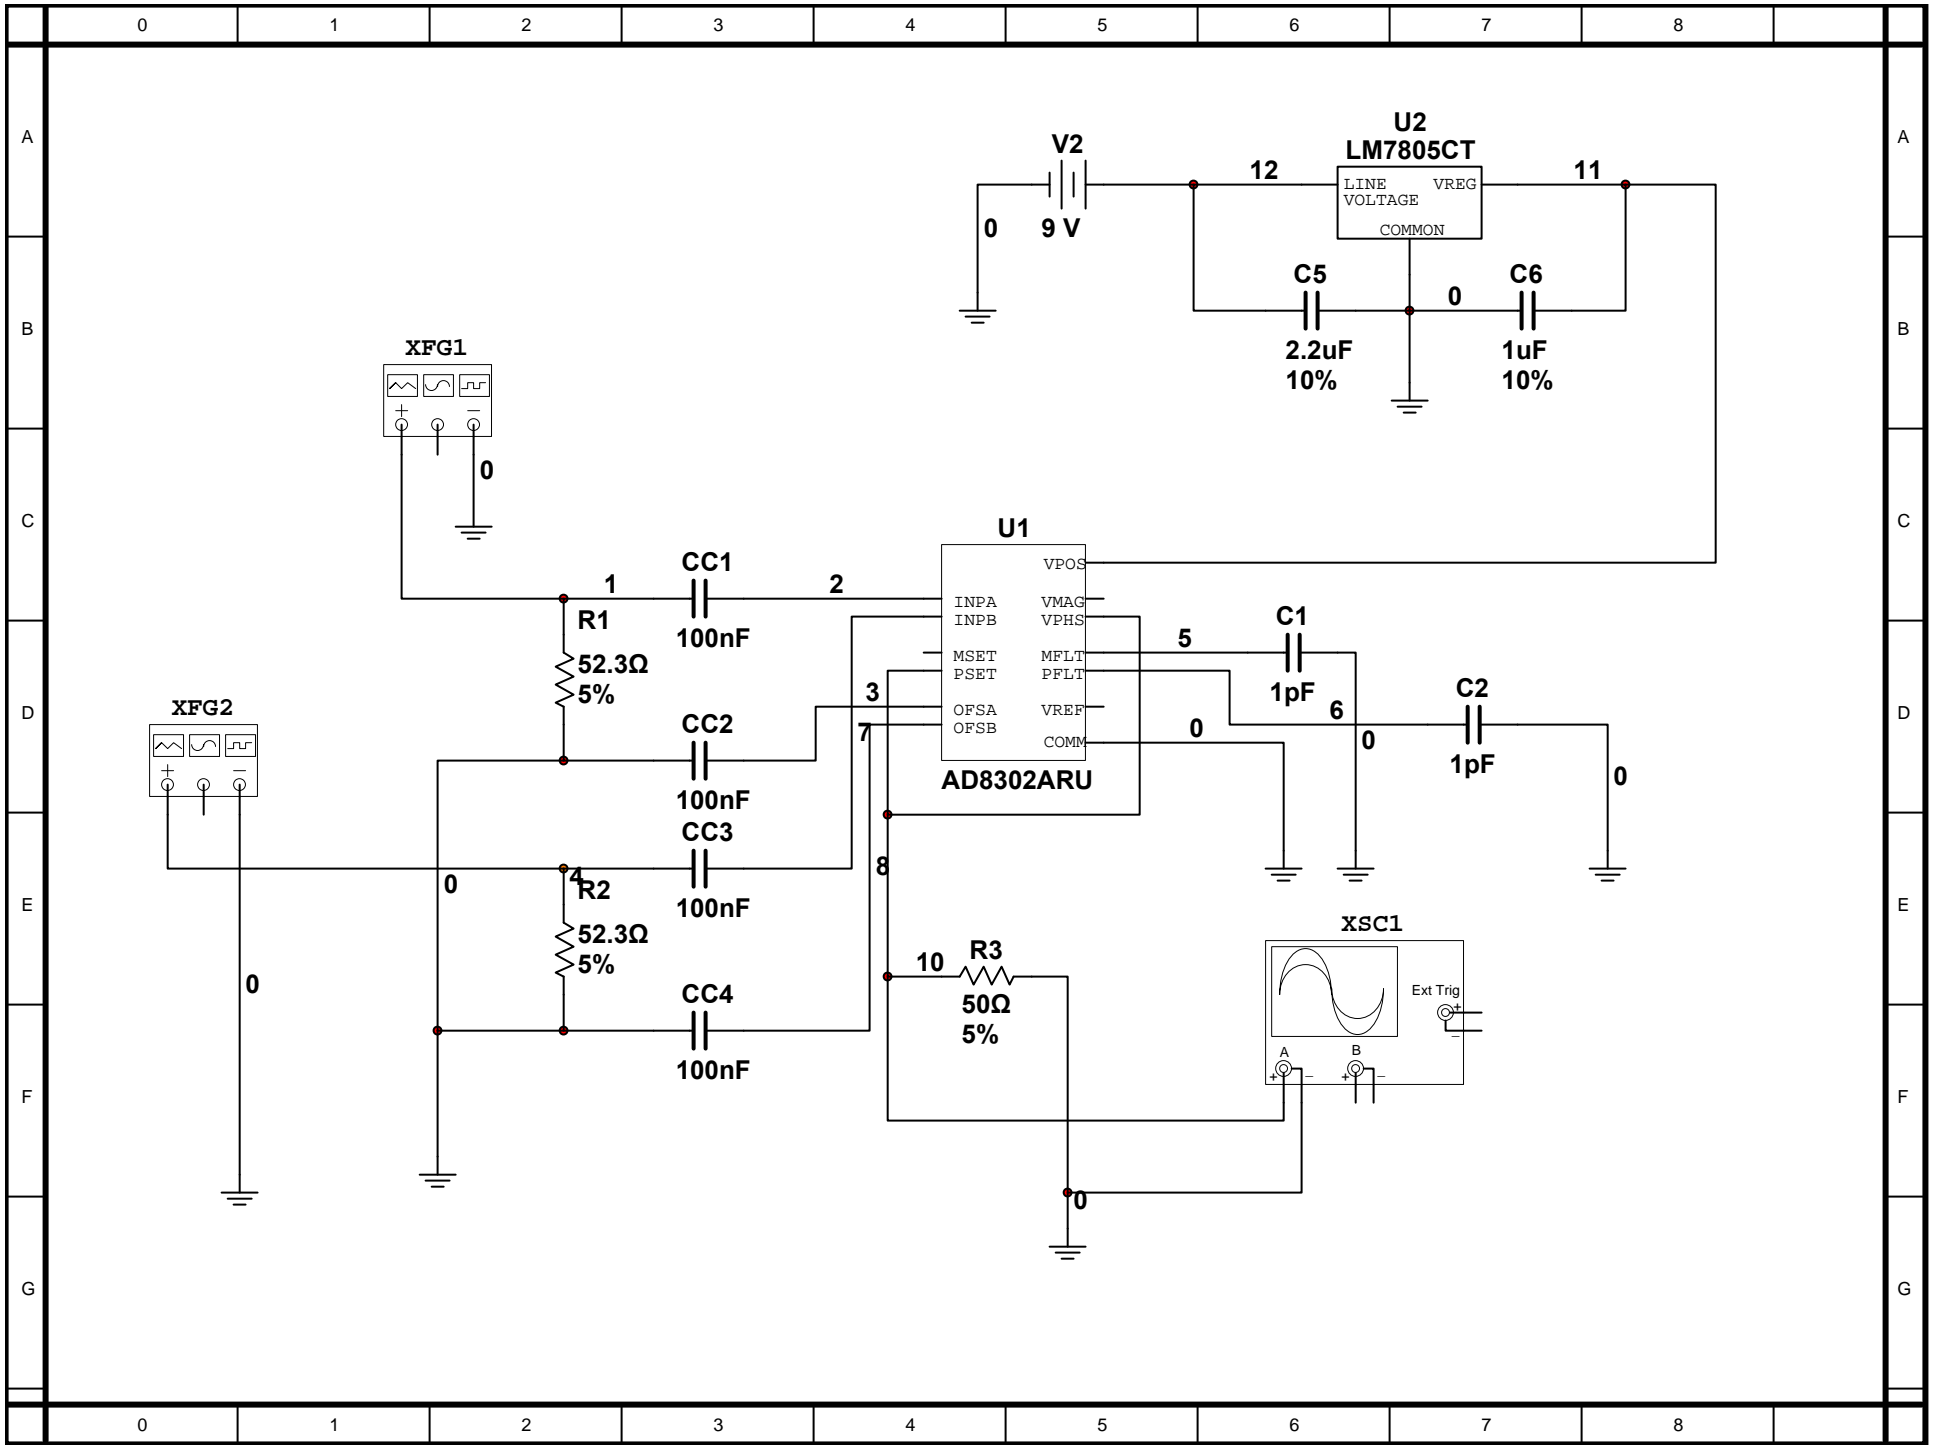 0 1 2 3 4 5 6 7 8
A A
U2
LM7805CT
V2
12
LINE VREG
VOLTAGE
COMMON
11
0
9 V
C5
0
C6
B B
2.2uF
10%
1uF
10%
XFG1
+ −
0
C C
U1
VPOS
INPA VMAG
INPB VPHS
MSET MFLT
PSET PFLT
OFSA VREF
OFSB
COMM
AD8302ARU
1
CC1
2
100nF
R1
52.3Ω
5%
C1
5
1pF
3
7
6
0
0
C2
1pF
0
D D
XFG2
+ −
CC2
100nF
CC3
100nF
8
0
4
R2
52.3Ω
5%
E E
0
CC4
100nF
10
R3
50Ω
5%
XSC1
Ext Trig
+
−
A B
+ − + −
0
F F
G G
0 1 2 3 4 5 6 7 8